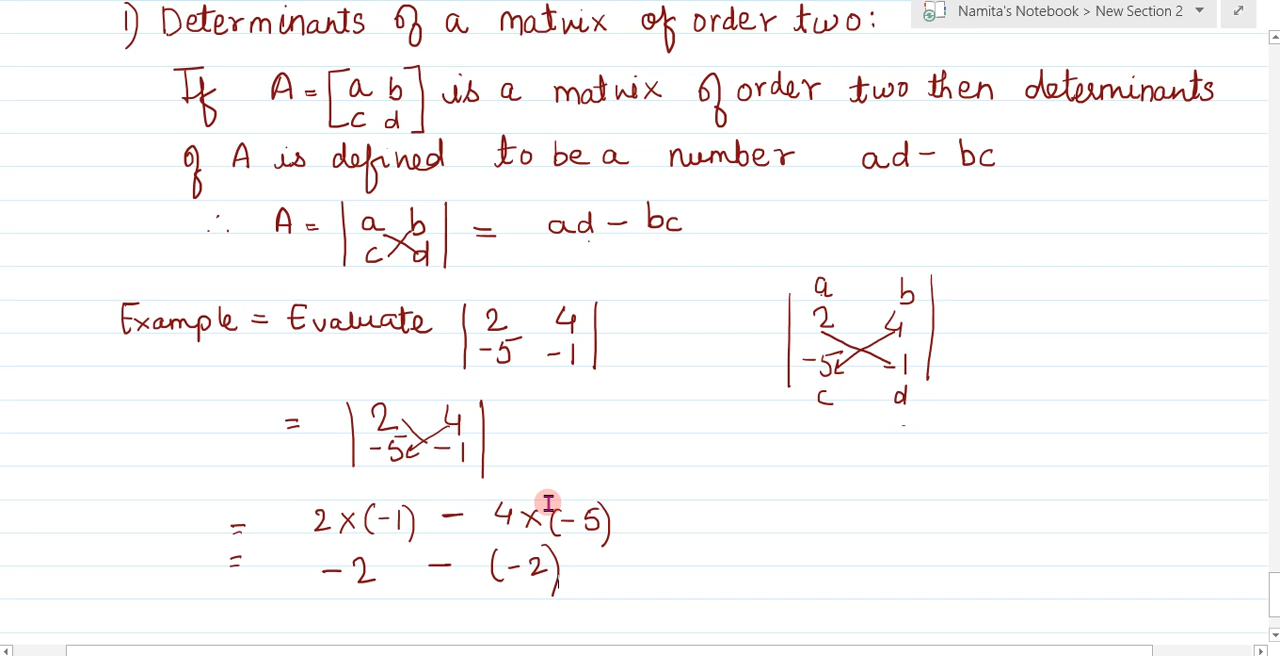 Namita's Notebook > New Section 2
1) Determinants of a matrix of order two:
If A = [a b] is a matrix of order two then determinants
c d
of A is defined to be a number ad - bc
∴ A = |a b| = ad - bc
c d
Example = Evaluate |2 4|
-5 -1
a b
2 4
-5 -1
c d
= |2 4|
-5 -1
= 2×(-1) - 4×(-5)
= -2 - (-2)